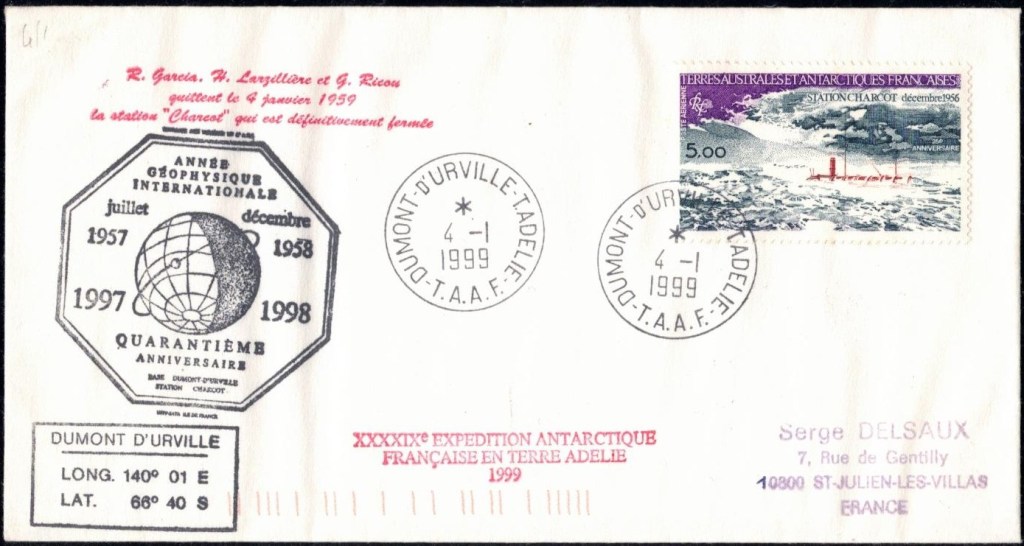 R. Garcia, H. Larzillière et G. Ricou
quittent le 4 janvier 1959
la station "Charcot" qui est définitivement fermée
ANNÉE
GÉOPHYSIQUE
INTERNATIONALE
juillet décembre
1957 1958
1997 1998
QUARANTIÈME
ANNIVERSAIRE
BASE DUMONT-D'URVILLE
STATION CHARCOT
DUMONT D'URVILLE
LONG. 140° 01 E
LAT. 66° 40 S
DUMONT-D'URVILLE-TADELIE
*
4 -1
1999
-T.A.A.F.-
TERRES AUSTRALES ET ANTARCTIQUES FRANÇAISES
STATION CHARCOT décembre 1956
RF
POSTE AERIENNE
25e
ANNIVERSAIRE
5.00
DUMONT-D'URVILLE-TADELIE
*
4 -1
1999
-T.A.A.F.-
XXXXIXe EXPEDITION ANTARCTIQUE
FRANÇAISE EN TERRE ADELIE
1999
Serge DELSAUX
7, Rue de Gentilly
10800 ST-JULIEN-LES-VILLAS
FRANCE